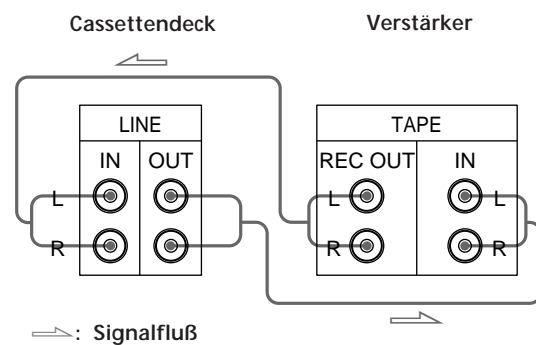 Cassettendeck Verstärker
LINE TAPE
IN OUT REC OUT IN
L L L
R R R
: Signalfluß